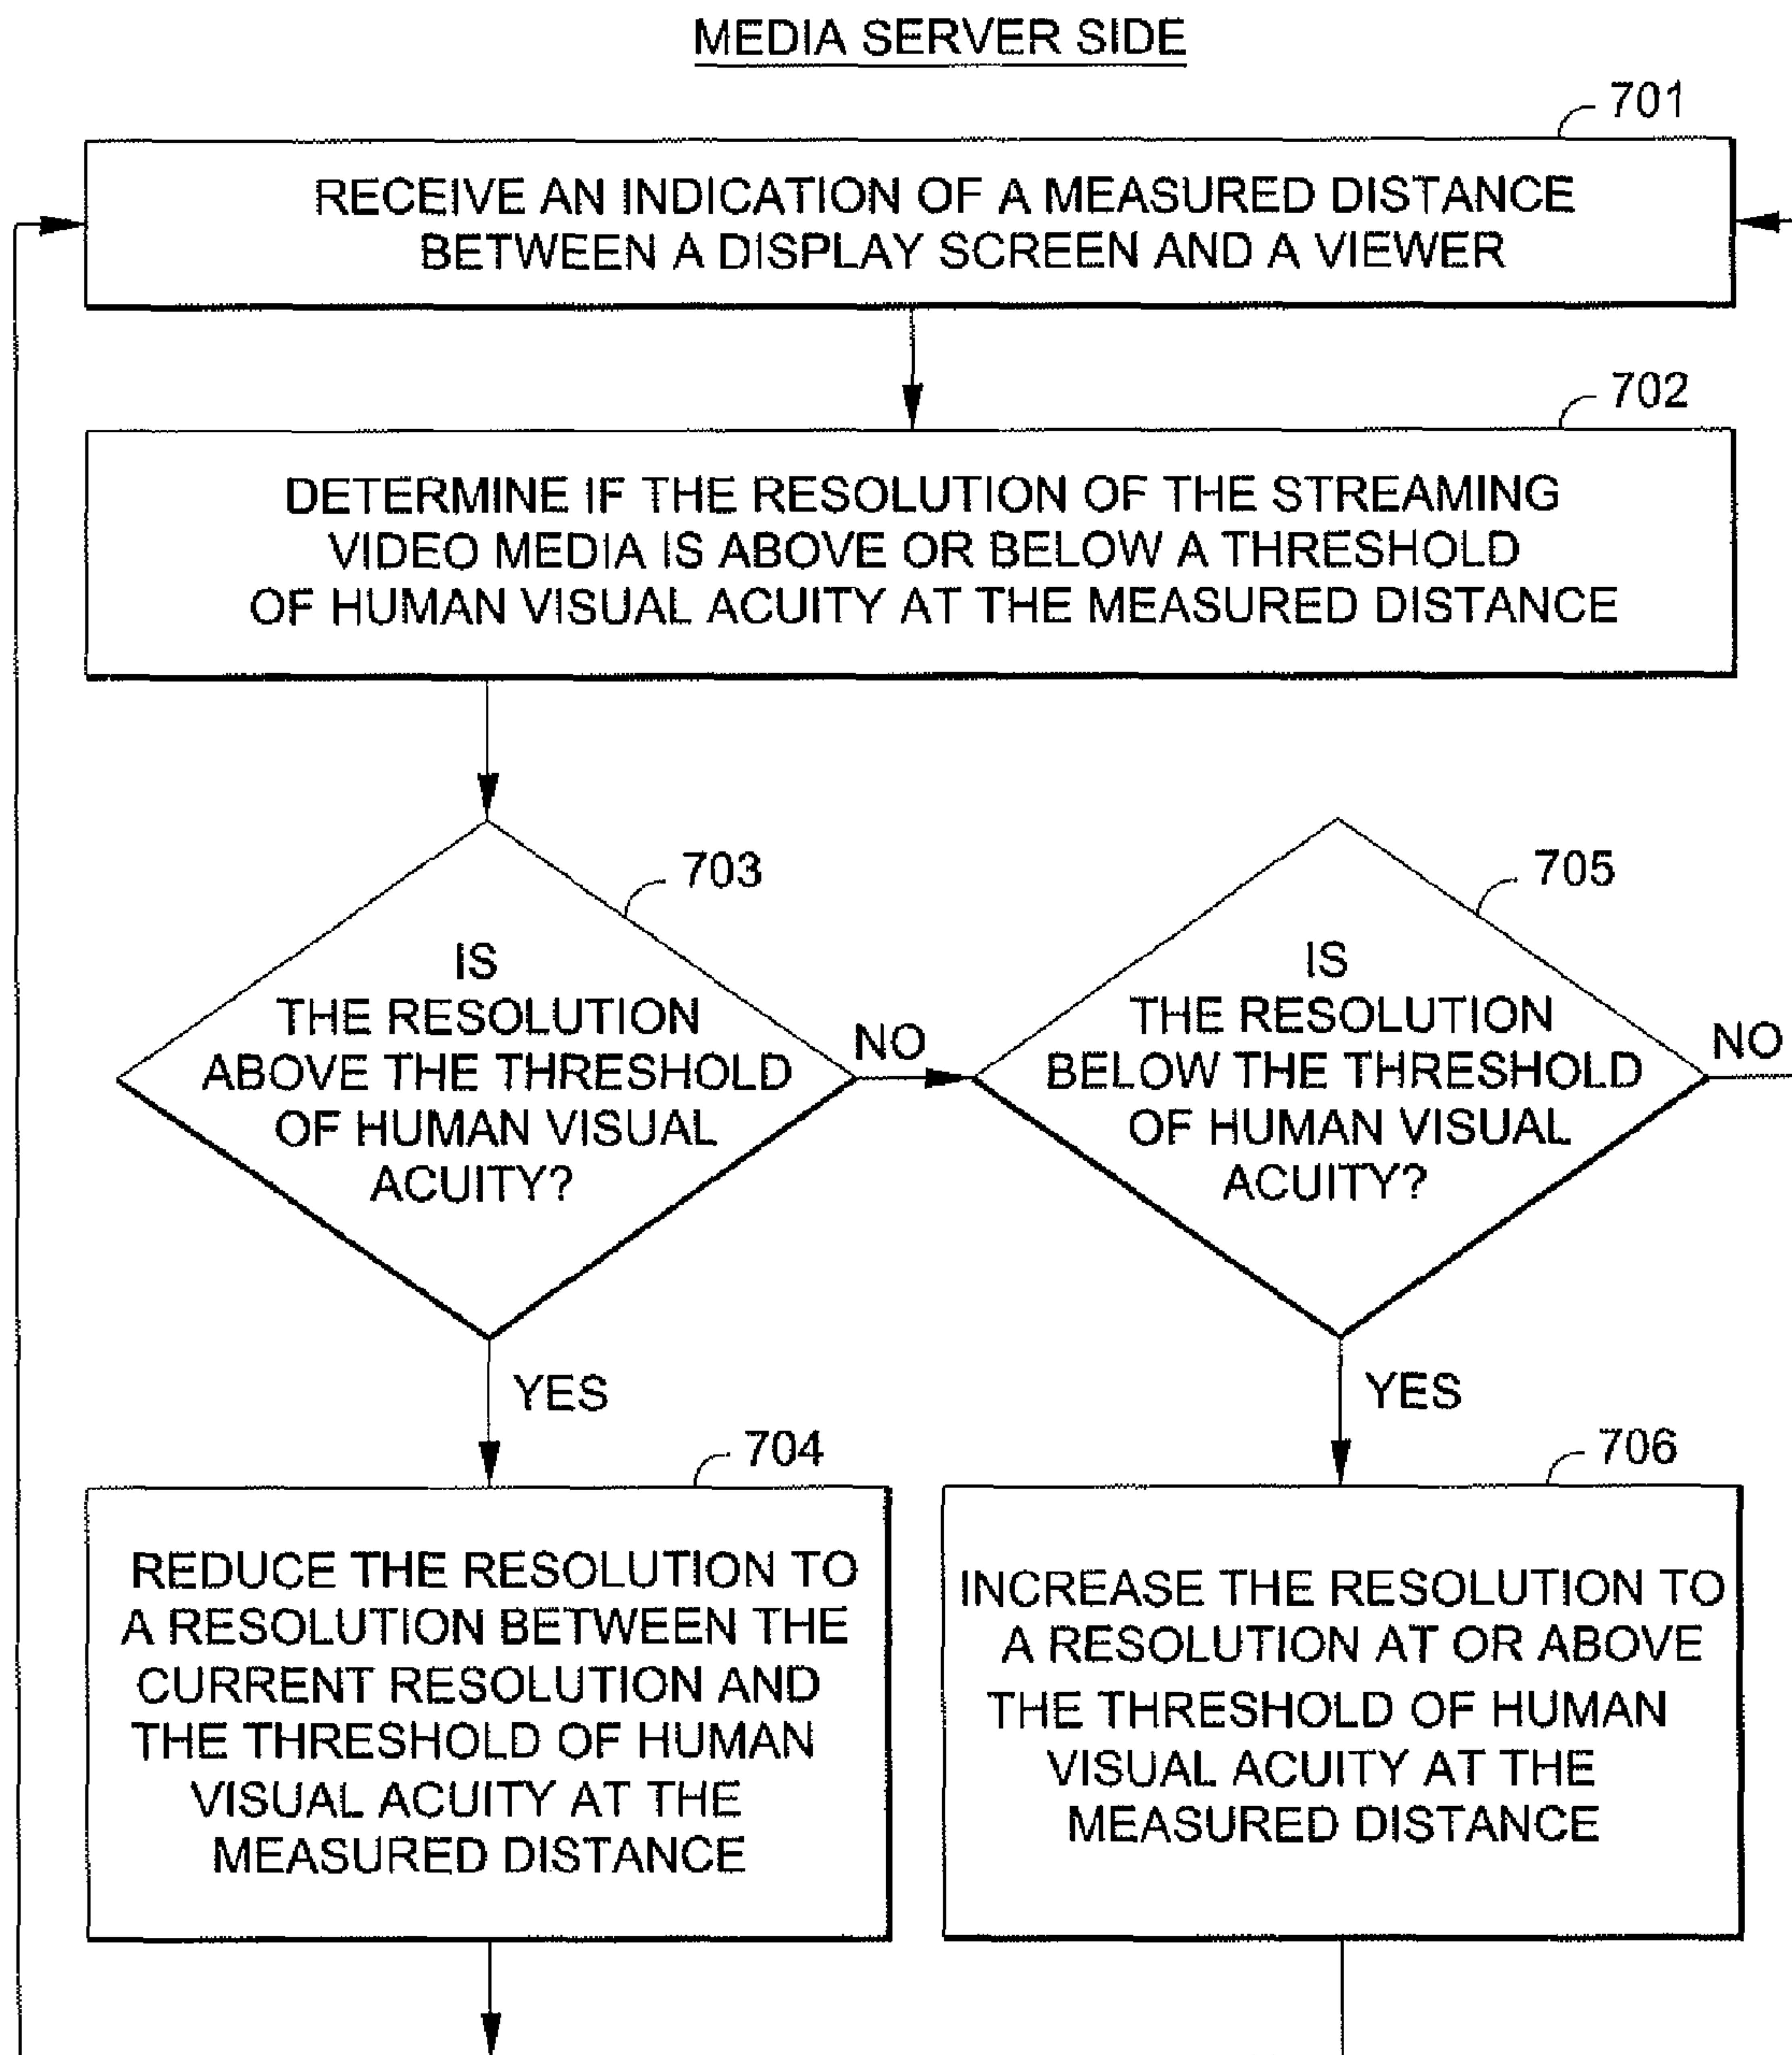 MEDIA SERVER SIDE
701
RECEIVE AN INDICATION OF A MEASURED DISTANCE
BETWEEN A DISPLAY SCREEN AND A VIEWER
702
DETERMINE IF THE RESOLUTION OF THE STREAMING
VIDEO MEDIA IS ABOVE OR BELOW A THRESHOLD
OF HUMAN VISUAL ACUITY AT THE MEASURED DISTANCE
703
IS
THE RESOLUTION
ABOVE THE THRESHOLD
OF HUMAN VISUAL
ACUITY?
NO
YES
705
IS
THE RESOLUTION
BELOW THE THRESHOLD
OF HUMAN VISUAL
ACUITY?
NO
YES
704
REDUCE THE RESOLUTION TO
A RESOLUTION BETWEEN THE
CURRENT RESOLUTION AND
THE THRESHOLD OF HUMAN
VISUAL ACUITY AT THE
MEASURED DISTANCE
706
INCREASE THE RESOLUTION TO
A RESOLUTION AT OR ABOVE
THE THRESHOLD OF HUMAN
VISUAL ACUITY AT THE
MEASURED DISTANCE